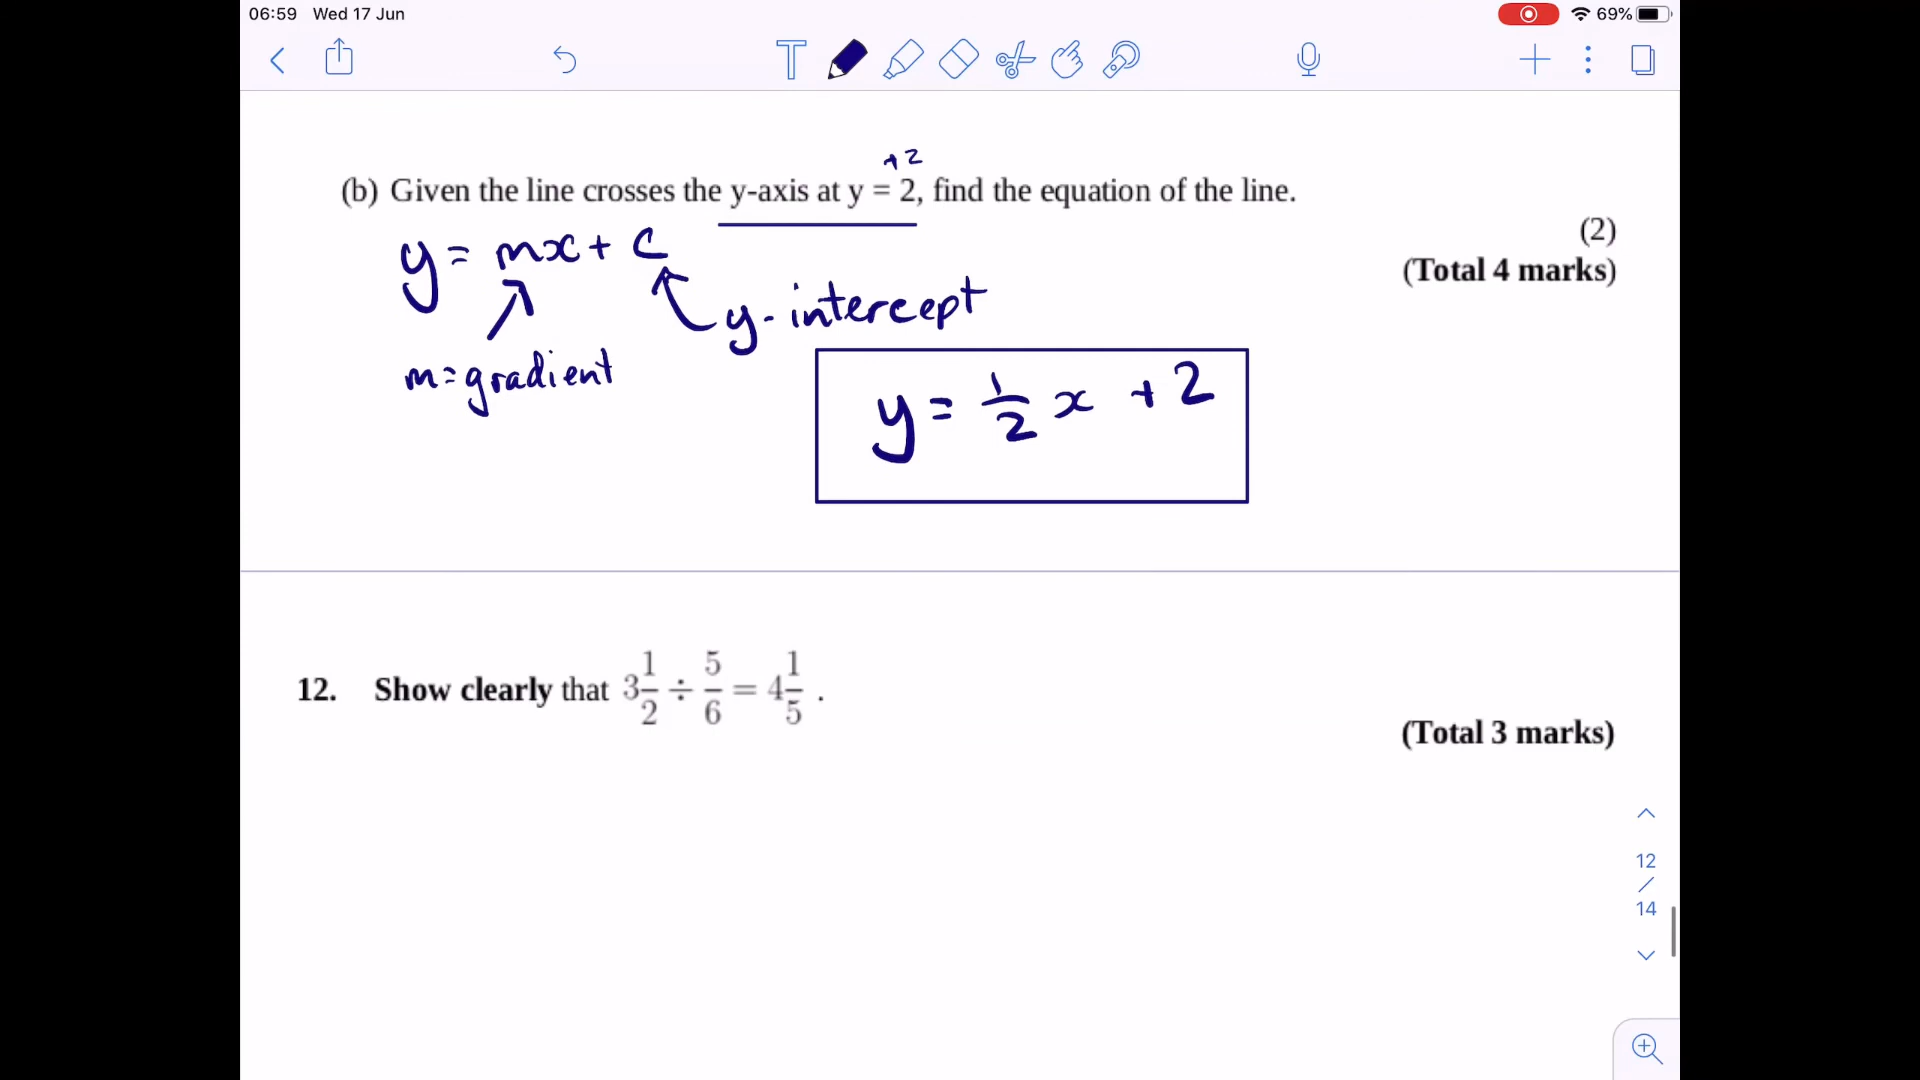 06:59 Wed 17 Jun 69%
T
+2
(b) Given the line crosses the y-axis at y = 2, find the equation of the line.
(2)
y = mx + c
(Total 4 marks)
y-intercept
m=gradient
y = 1/2 x + 2
12. Show clearly that 3 1/2 ÷ 5/6 = 4 1/5 .
(Total 3 marks)
12
/
14